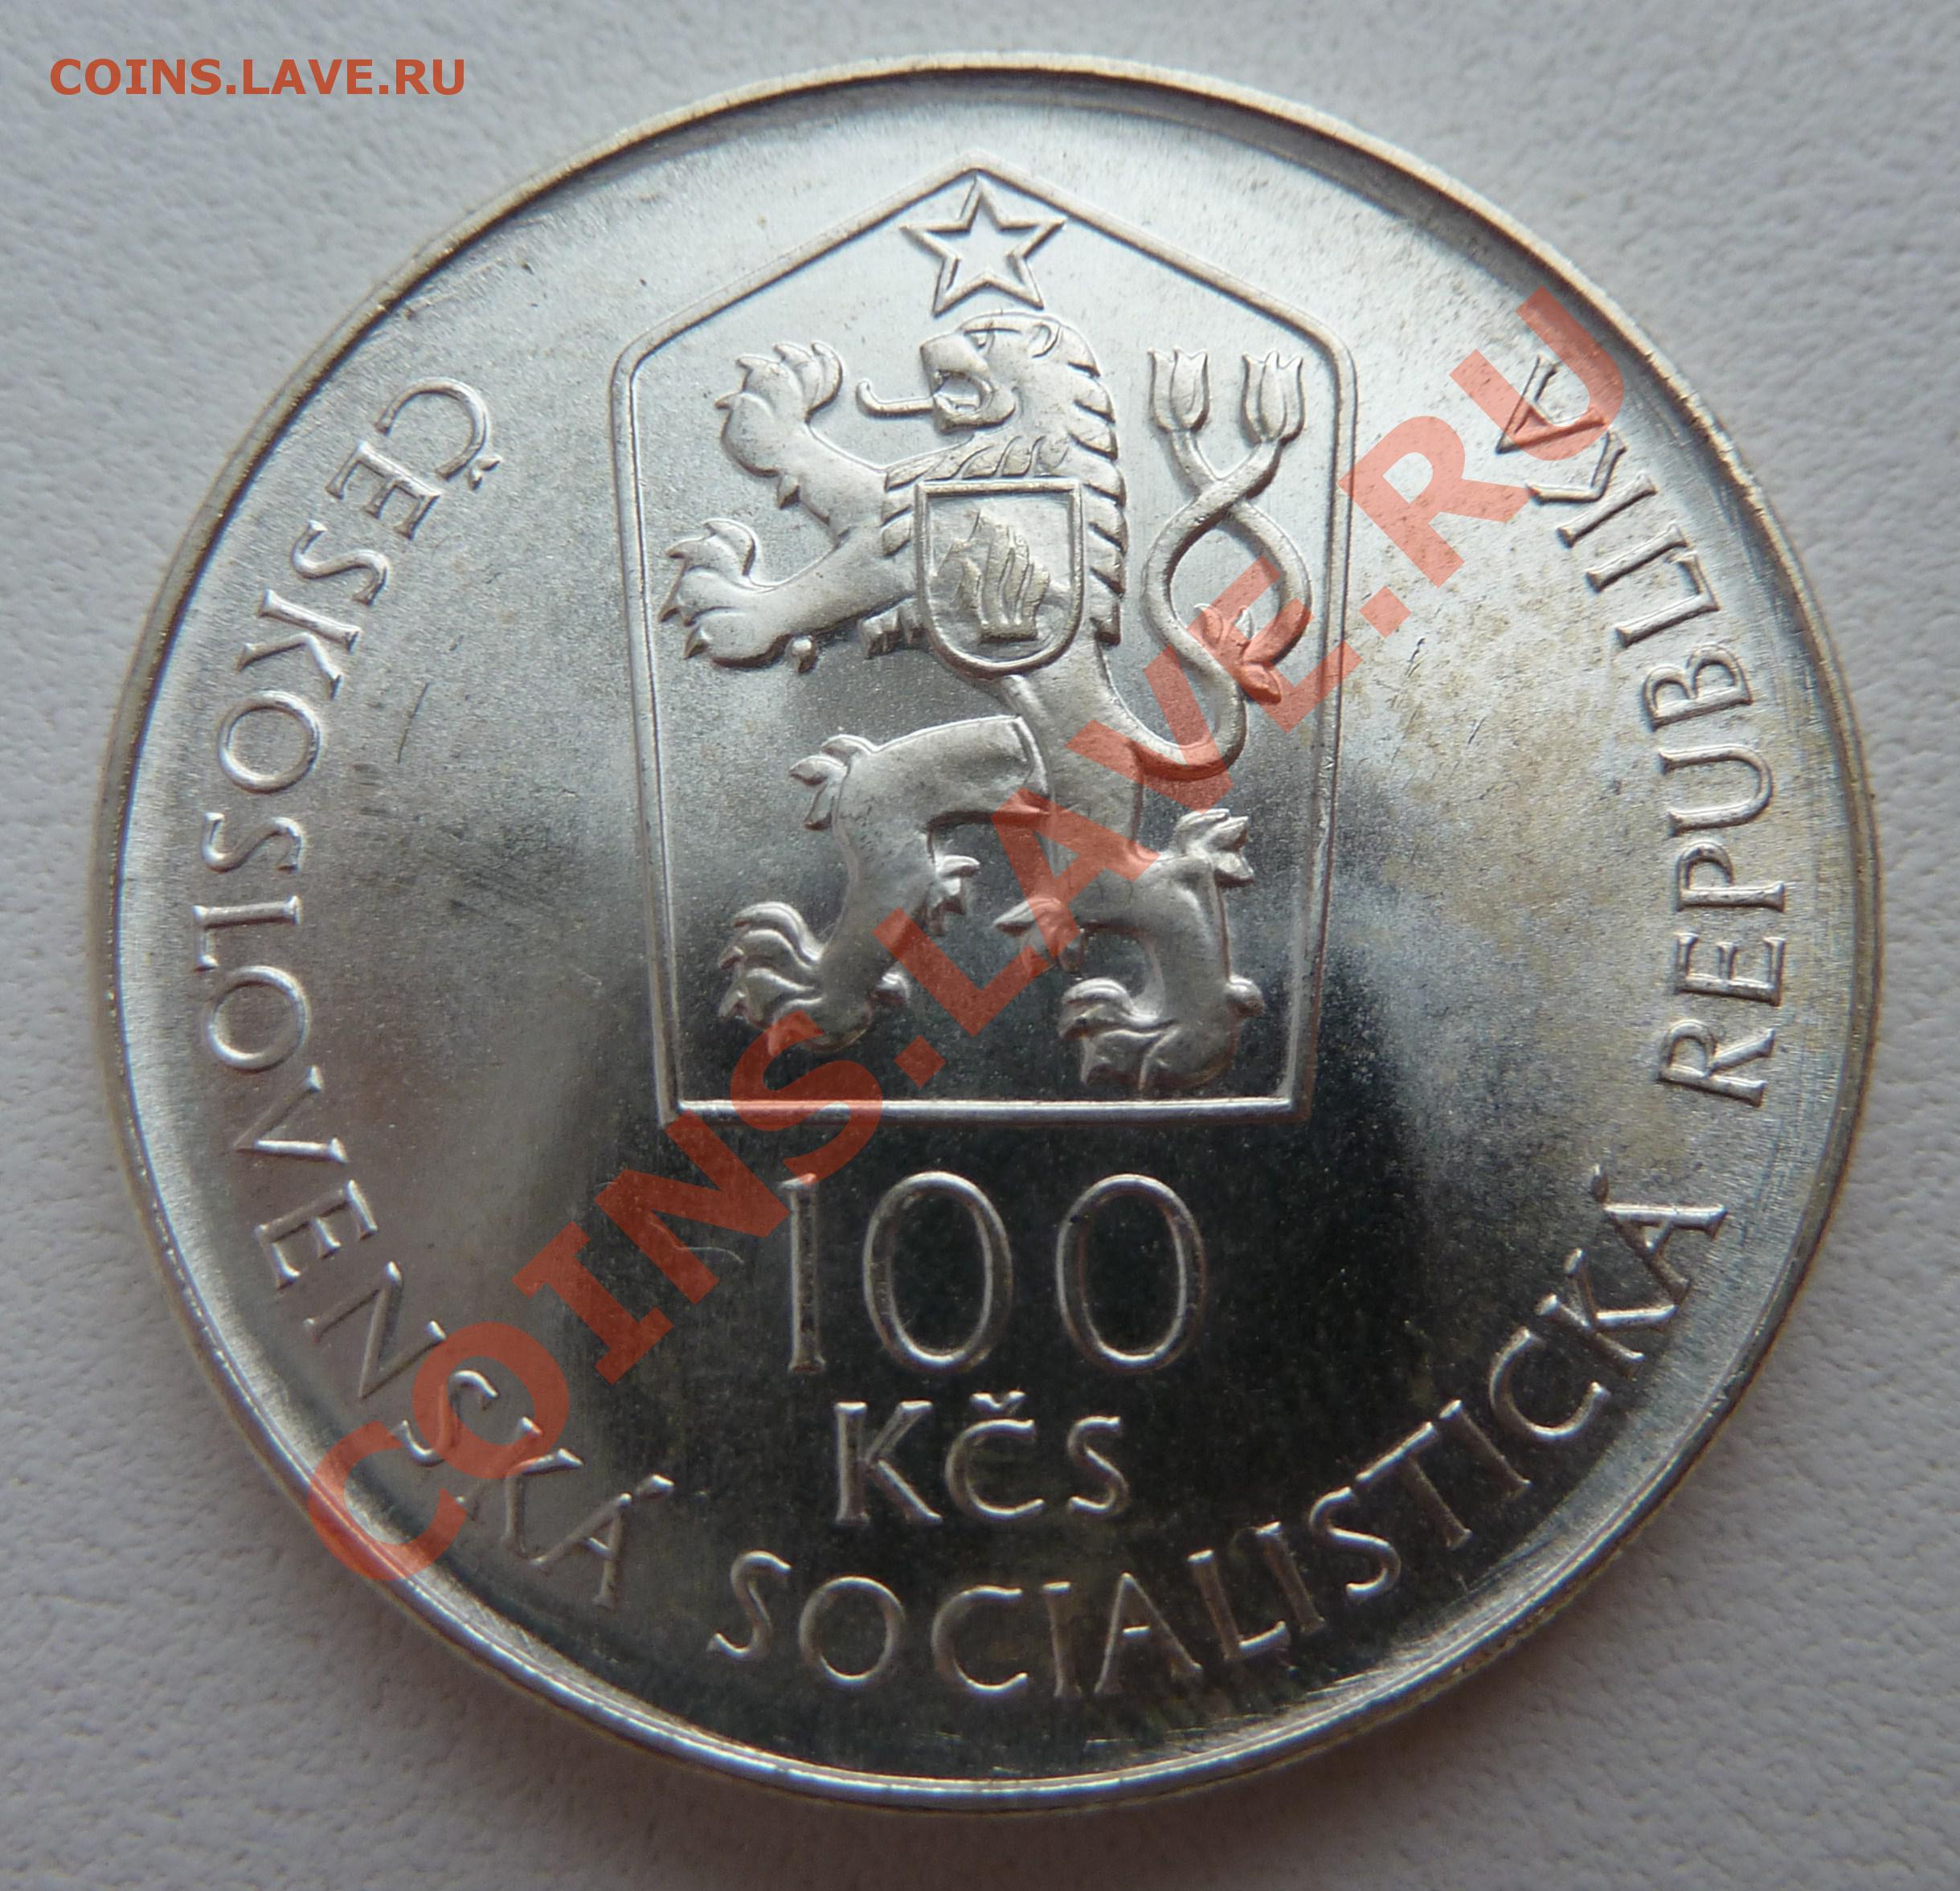 COINS.LAVE.RU
ČESKOSLOVENSKÁ SOCIALISTICKÁ REPUBLIKA
100
Kčs
COINS.LAVE.RU